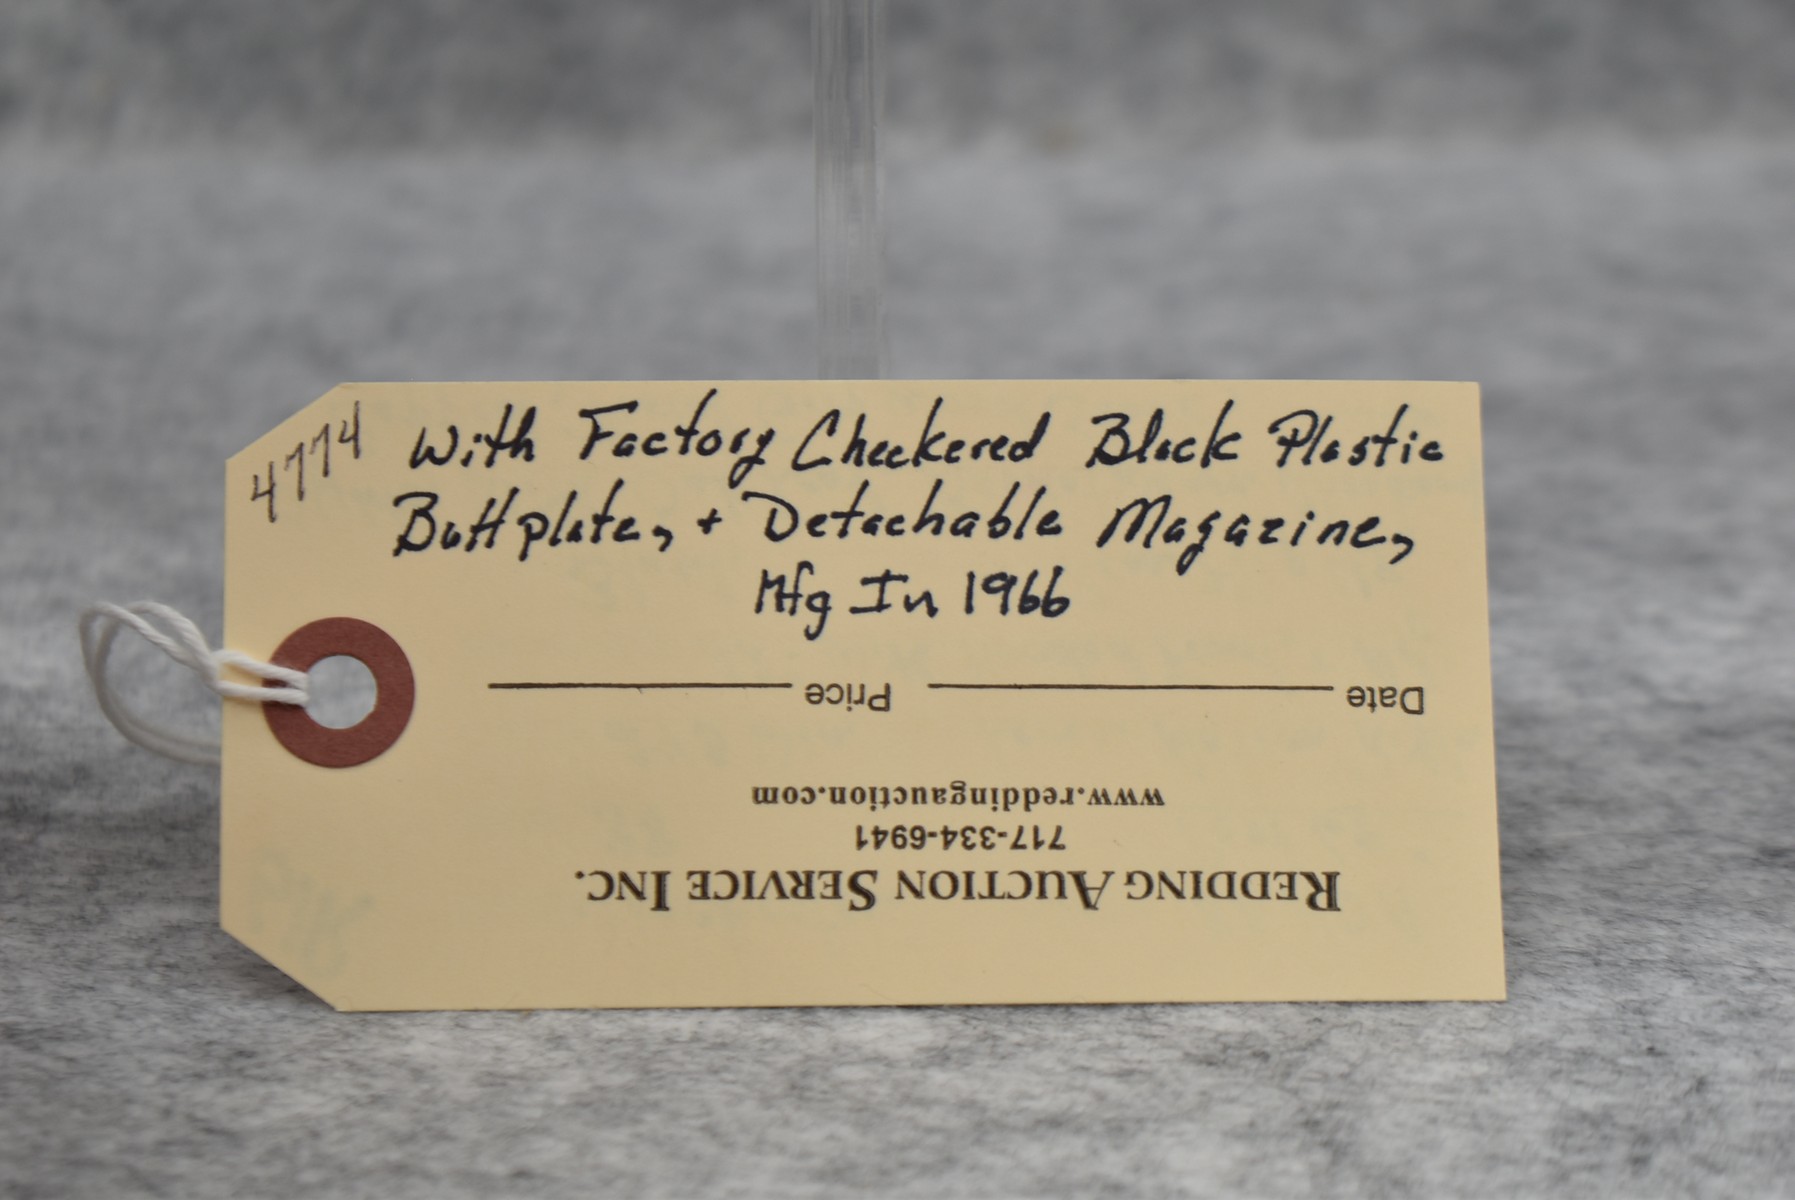 4774
With Factory Checkered Black Plastic
Buttplate, + Detachable Magazine,
Mfg In 1966
Date Price
www.reddingauction.com
717-334-6941
REDDING AUCTION SERVICE INC.